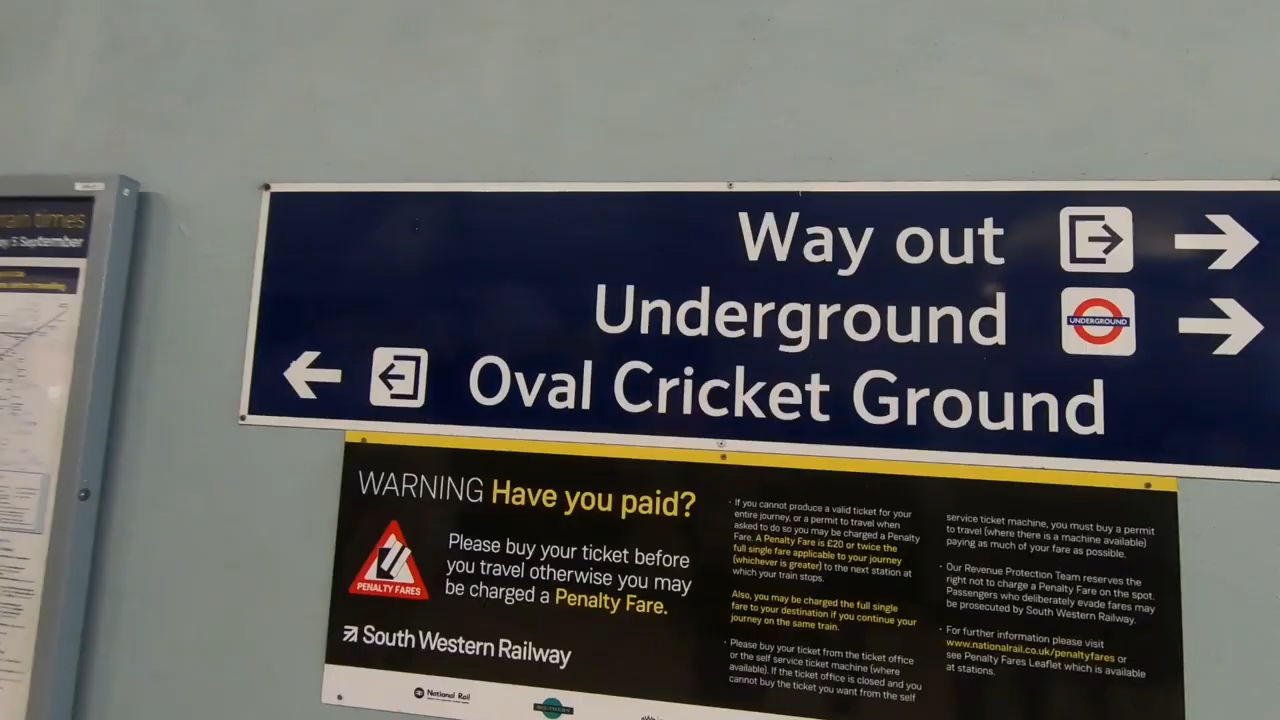 train times
5 September
Way out
UNDERGROUND
Underground
Oval Cricket Ground
WARNING Have you paid?
PENALTY FARES
Please buy your ticket before
you travel otherwise you may
be charged a Penalty Fare.
South Western Railway
· If you cannot produce a valid ticket for your
entire journey, or a permit to travel when
asked to do so you may be charged a Penalty
Fare. A Penalty Fare is £20 or twice the
full single fare applicable to your journey
(whichever is greater) to the next station at
which your train stops.
Also, you may be charged the full single
fare to your destination if you continue your
journey on the same train.
· Please buy your ticket from the ticket office
or the self service ticket machine (where
available). If the ticket office is closed and you
cannot buy the ticket you want from the self
service ticket machine, you must buy a permit
to travel (where there is a machine available)
paying as much of your fare as possible.
· Our Revenue Protection Team reserves the
right not to charge a Penalty Fare on the spot.
Passengers who deliberately evade fares may
be prosecuted by South Western Railway.
· For further information please visit
www.nationalrail.co.uk/penaltyfares or
see Penalty Fares Leaflet which is available
at stations.
National Rail
SOUTHERN